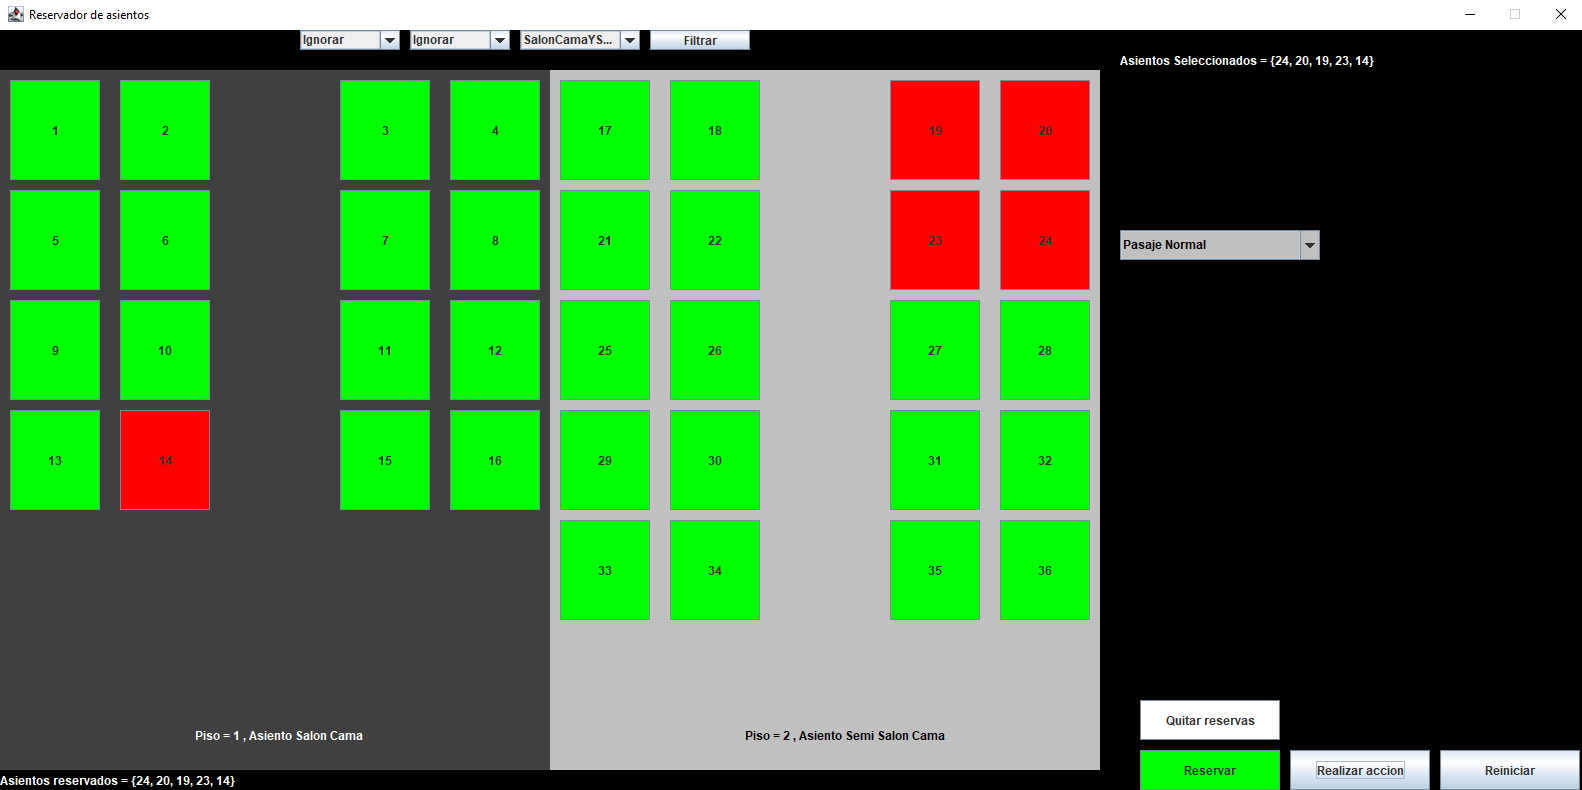 Reservador de asientos
Ignorar Ignorar SalonCamaYS... Filtrar
Asientos Seleccionados = {24, 20, 19, 23, 14}
1 2 3 4 17 18 19 20
5 6 7 8 21 22 23 24
Pasaje Normal
9 10 11 12 25 26 27 28
13 14 15 16 29 30 31 32
33 34 35 36
Quitar reservas
Piso = 1 , Asiento Salon Cama Piso = 2 , Asiento Semi Salon Cama
Reservar Realizar accion Reiniciar
Asientos reservados = {24, 20, 19, 23, 14}